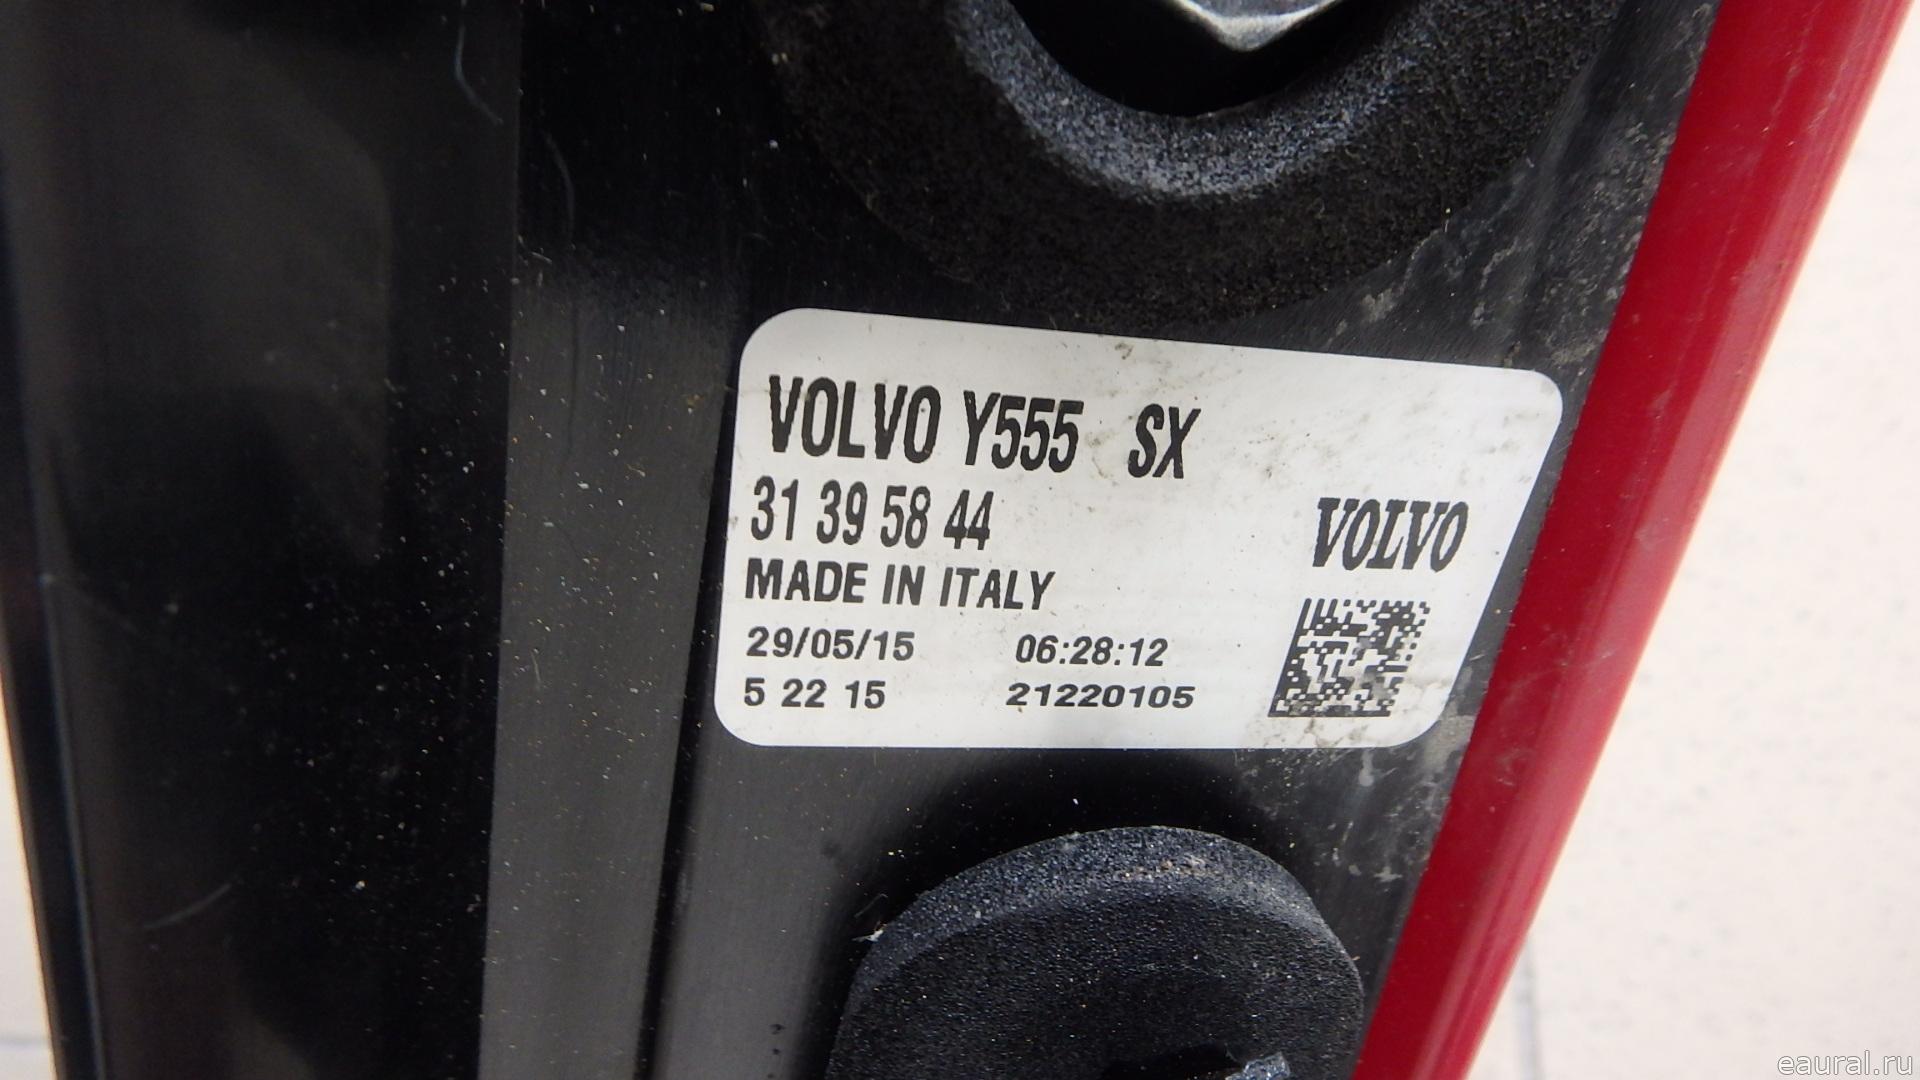 VOLVO Y555 SX
31 39 58 44
MADE IN ITALY
VOLVO
29/05/15 06:28:12
5 22 15 21220105
eaural.ru